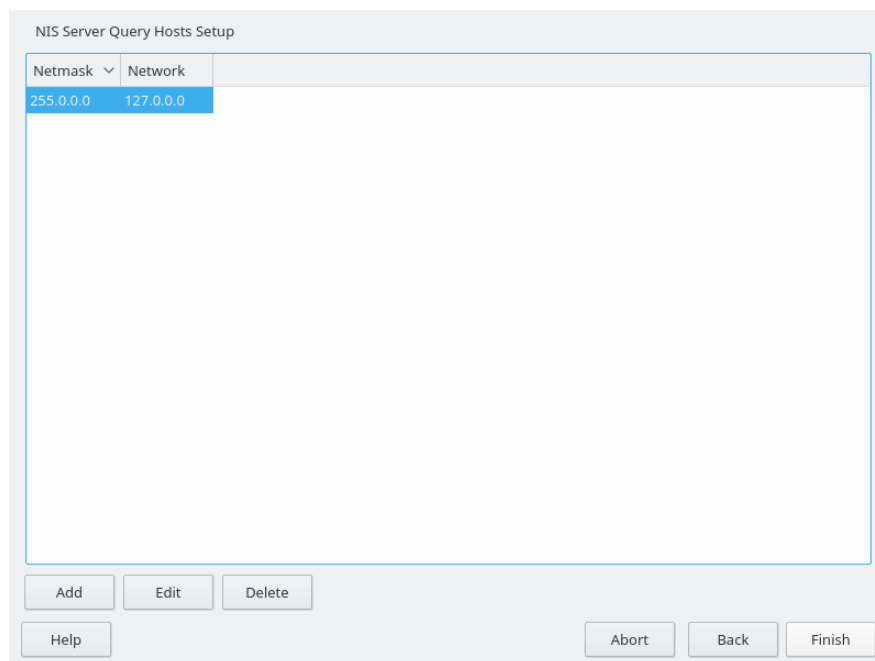 NIS Server Query Hosts Setup
Netmask Network
255.0.0.0 127.0.0.0
Add Edit Delete
Help Abort Back Finish